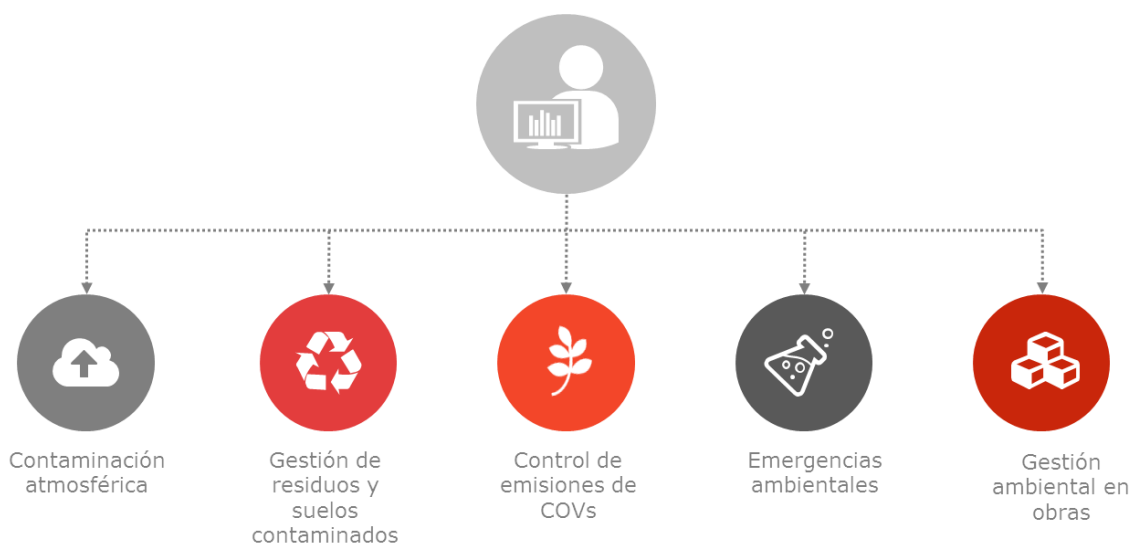 Contaminación
atmosférica
Gestión de
residuos y
suelos
contaminados
Control de
emisiones de
COVs
Emergencias
ambientales
Gestión
ambiental en
obras